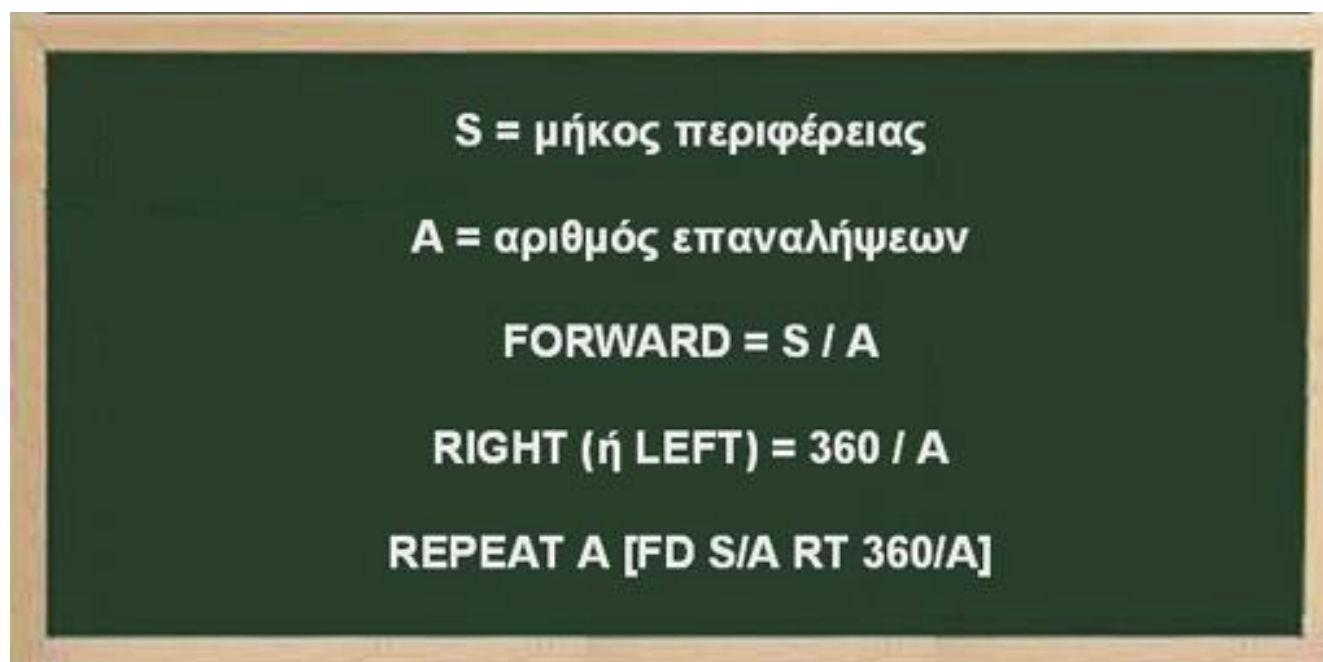 S = μήκος περιφέρειας
A = αριθμός επαναλήψεων
FORWARD = S / A
RIGHT (ή LEFT) = 360 / A
REPEAT A [FD S/A RT 360/A]